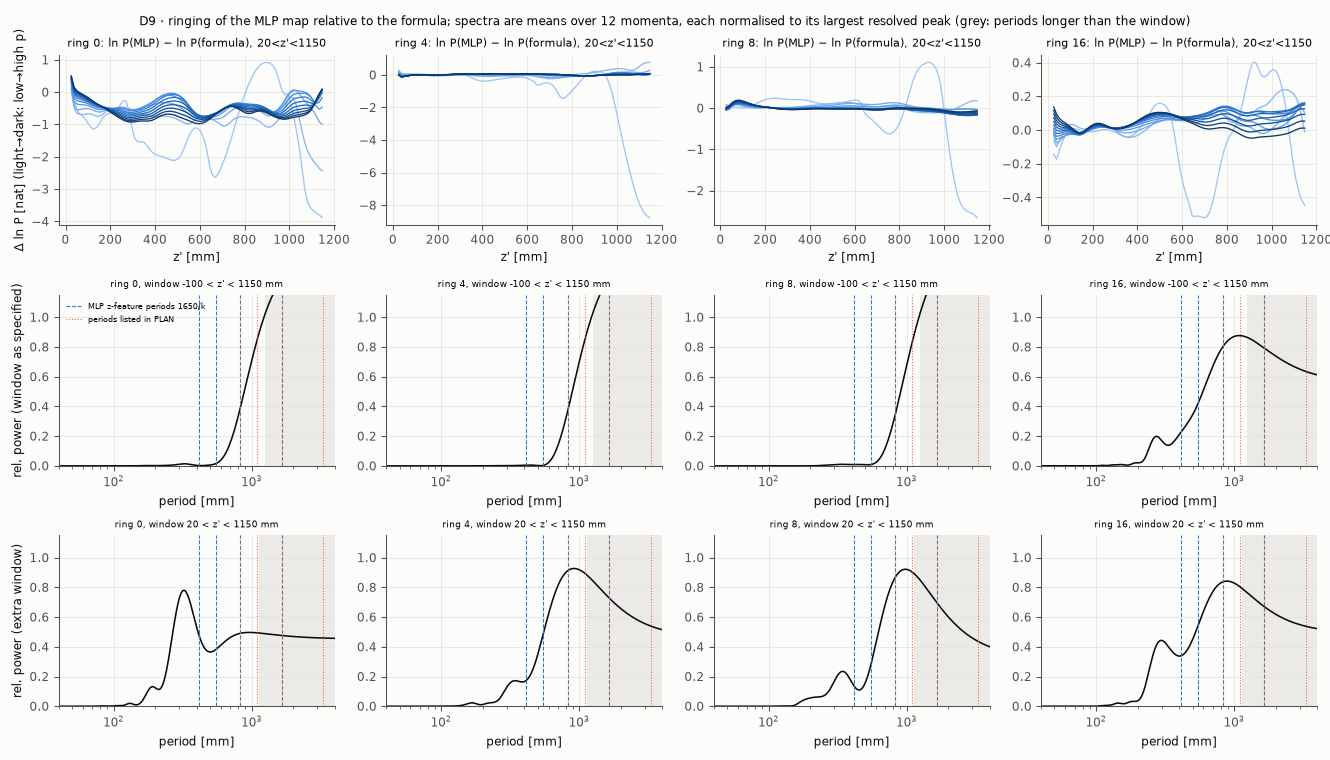 D9 · ringing of the MLP map relative to the formula; spectra are means over 12 momenta, each normalised to its largest resolved peak (grey: periods longer than the window)
ring 0: ln P(MLP) − ln P(formula), 20<z'<1150
ring 4: ln P(MLP) − ln P(formula), 20<z'<1150
ring 8: ln P(MLP) − ln P(formula), 20<z'<1150
ring 16: ln P(MLP) − ln P(formula), 20<z'<1150
Δ ln P [nat] (light→dark: low→high p)
1
0
−1
−2
−3
−4
0 200 400 600 800 1000 1200
z' [mm]
0
−2
−4
−6
−8
0 200 400 600 800 1000 1200
z' [mm]
1
0
−1
−2
0 200 400 600 800 1000 1200
z' [mm]
0.4
0.2
0.0
−0.2
−0.4
0 200 400 600 800 1000 1200
z' [mm]
ring 0, window -100 < z' < 1150 mm
ring 4, window -100 < z' < 1150 mm
ring 8, window -100 < z' < 1150 mm
ring 16, window -100 < z' < 1150 mm
rel. power (window as specified)
MLP z-feature periods 1650/k
periods listed in PLAN
1.0
0.8
0.6
0.4
0.2
0.0
10² 10³
period [mm]
1.0
0.8
0.6
0.4
0.2
0.0
10² 10³
period [mm]
1.0
0.8
0.6
0.4
0.2
0.0
10² 10³
period [mm]
1.0
0.8
0.6
0.4
0.2
0.0
10² 10³
period [mm]
ring 0, window 20 < z' < 1150 mm
ring 4, window 20 < z' < 1150 mm
ring 8, window 20 < z' < 1150 mm
ring 16, window 20 < z' < 1150 mm
rel. power (extra window)
1.0
0.8
0.6
0.4
0.2
0.0
10² 10³
period [mm]
1.0
0.8
0.6
0.4
0.2
0.0
10² 10³
period [mm]
1.0
0.8
0.6
0.4
0.2
0.0
10² 10³
period [mm]
1.0
0.8
0.6
0.4
0.2
0.0
10² 10³
period [mm]